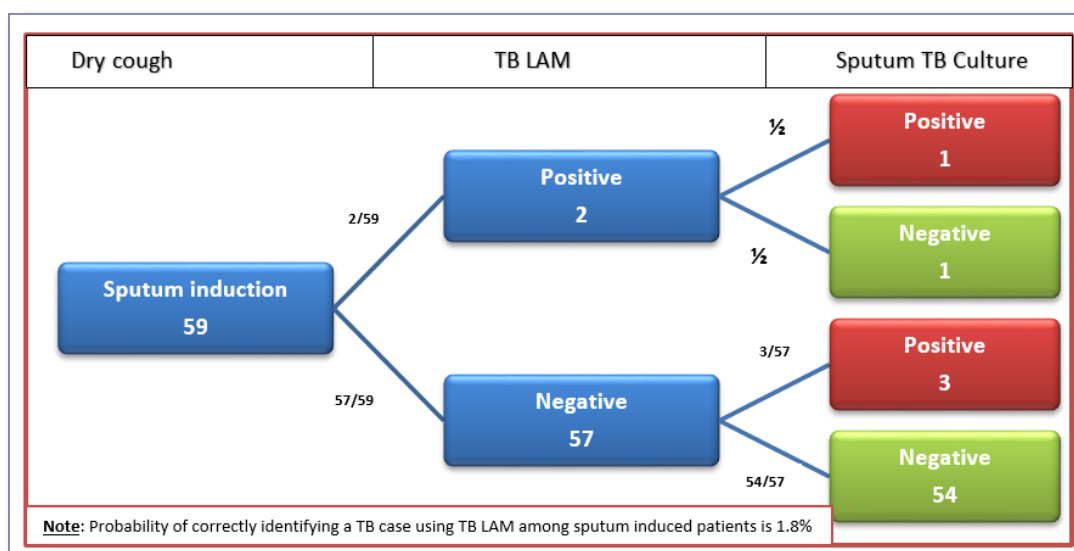 Dry cough
TB LAM
Sputum TB Culture
Sputum induction
59
2/59
57/59
Positive
2
Negative
57
½
½
3/57
54/57
Positive
1
Negative
1
Positive
3
Negative
54
Note: Probability of correctly identifying a TB case using TB LAM among sputum induced patients is 1.8%